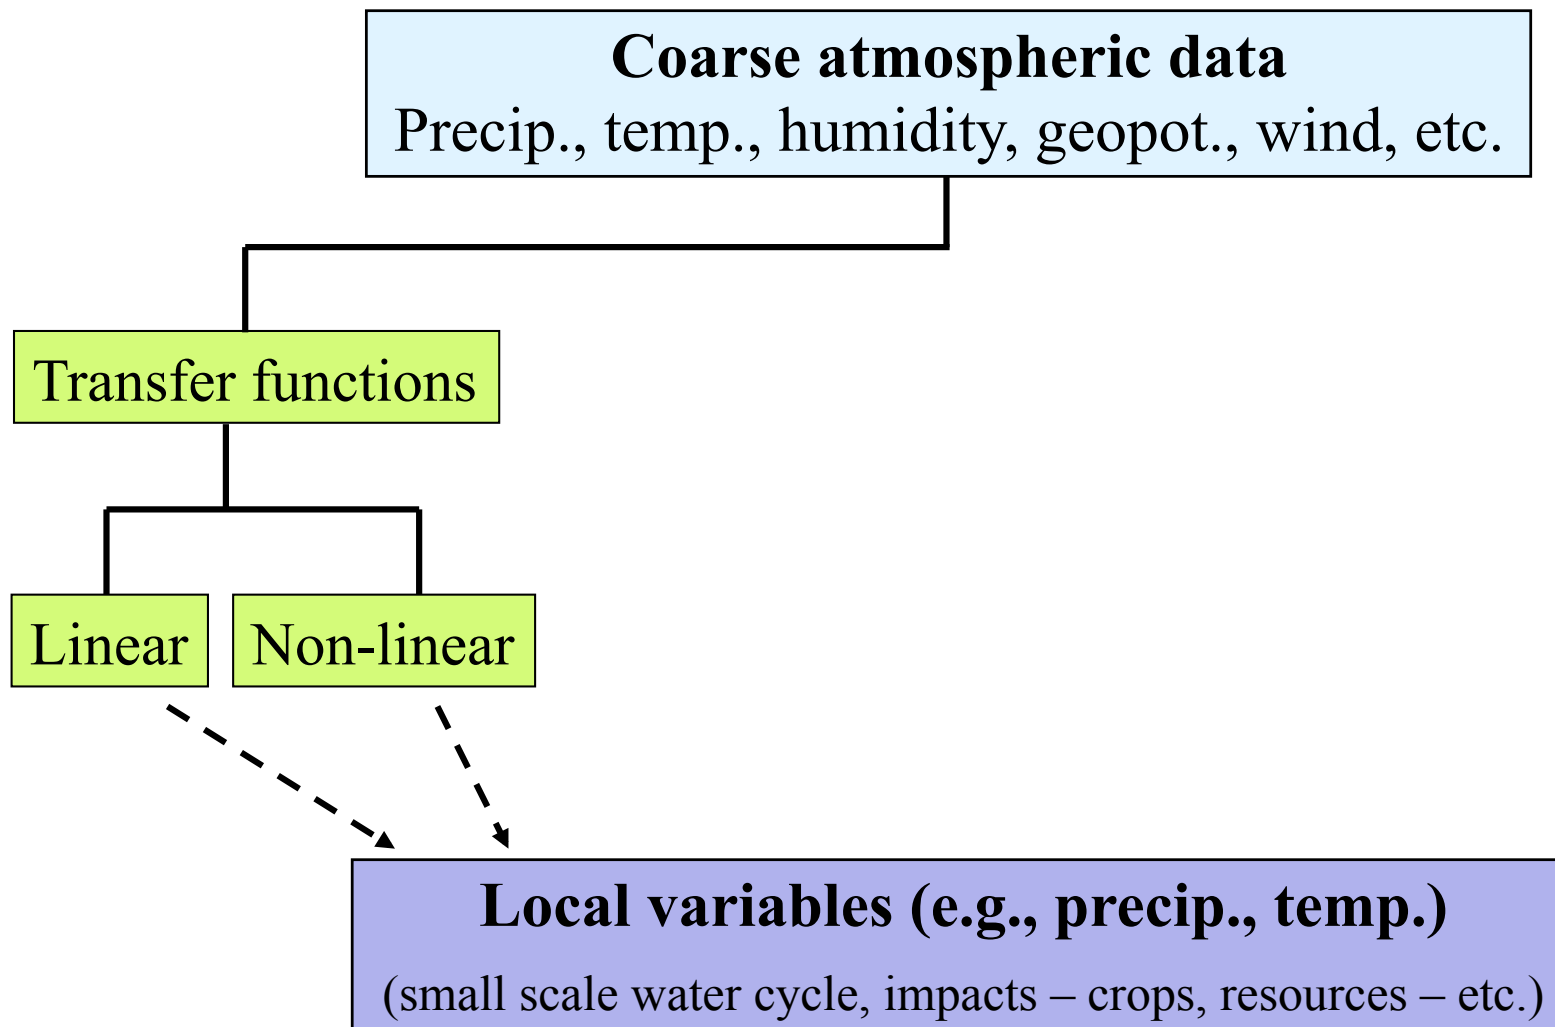 Coarse atmospheric data
Precip., temp., humidity, geopot., wind, etc.
Transfer functions
Linear
Non-linear
Local variables (e.g., precip., temp.)
(small scale water cycle, impacts – crops, resources – etc.)